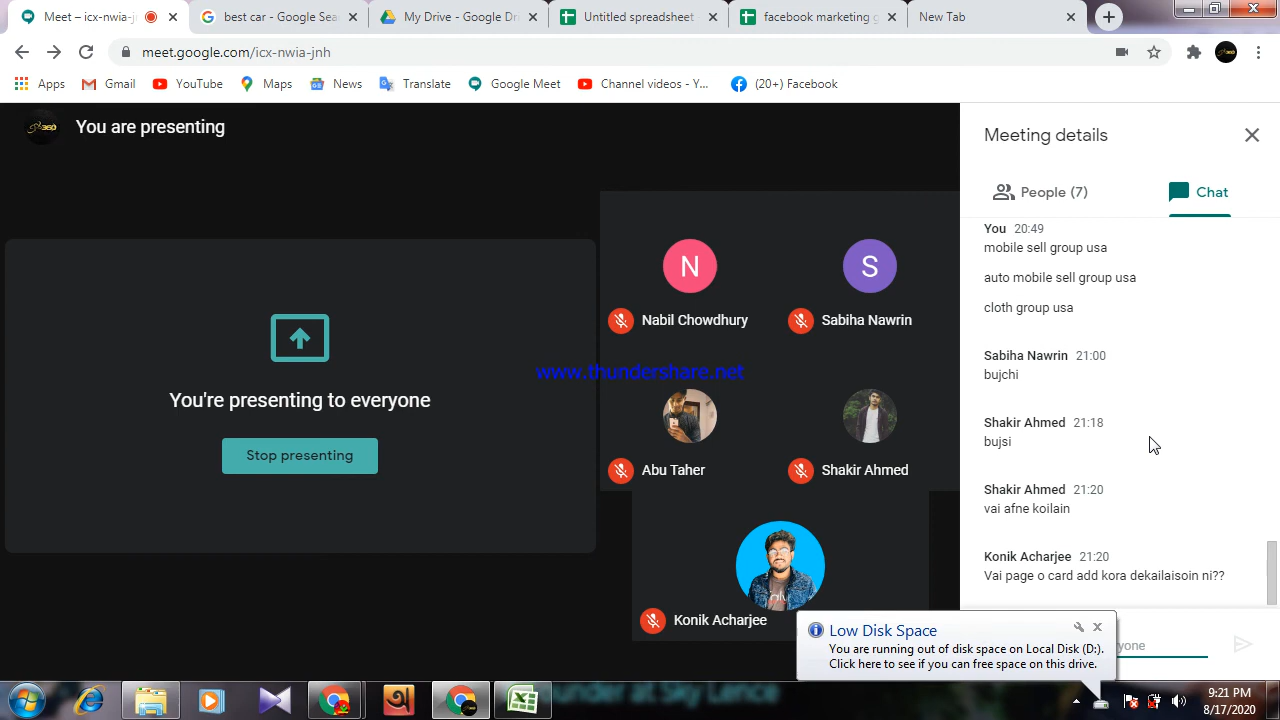 Meet – icx-nwia-j
best car - Google Sea
My Drive - Google Dr
Untitled spreadsheet
facebook marketing g
New Tab
meet.google.com/icx-nwia-jnh
Apps
Gmail
YouTube
Maps
News
Translate
Google Meet
Channel videos - Y...
(20+) Facebook
You are presenting
Meeting details
People (7)
Chat
You 20:49
mobile sell group usa
auto mobile sell group usa
cloth group usa
Sabiha Nawrin 21:00
bujchi
Shakir Ahmed 21:18
bujsi
Shakir Ahmed 21:20
vai afne koilain
Konik Acharjee 21:20
Vai page o card add kora dekailaisoin ni??
yone
You're presenting to everyone
Stop presenting
N
Nabil Chowdhury
S
Sabiha Nawrin
www.thundershare.net
Abu Taher
Shakir Ahmed
Konik Acharjee
Low Disk Space
You are running out of disk space on Local Disk (D:).
Click here to see if you can free space on this drive.
9:21 PM
8/17/2020